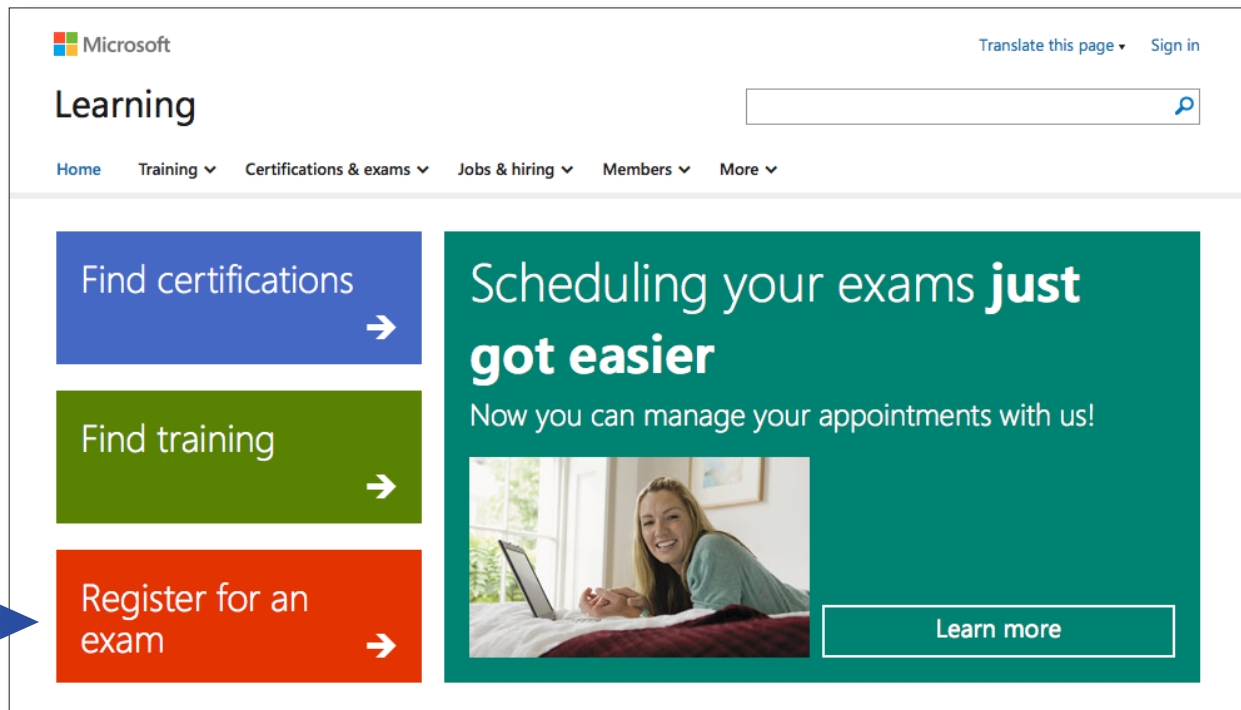 Microsoft
Translate this page
Sign in
Learning
Home Training Certifications & exams Jobs & hiring Members More
Find certifications
Find training
Register for an
exam
Scheduling your exams just
got easier
Now you can manage your appointments with us!
Learn more